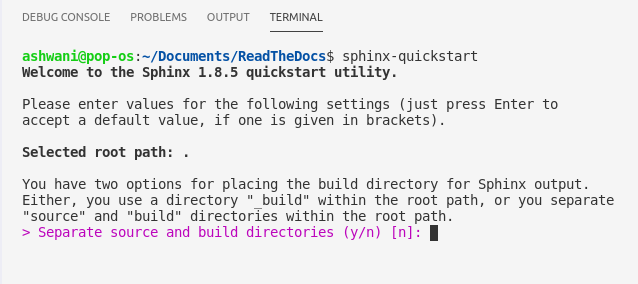 DEBUG CONSOLE PROBLEMS OUTPUT TERMINAL
ashwani@pop-os:~/Documents/ReadTheDocs$ sphinx-quickstart
Welcome to the Sphinx 1.8.5 quickstart utility.
Please enter values for the following settings (just press Enter to
accept a default value, if one is given in brackets).
Selected root path: .
You have two options for placing the build directory for Sphinx output.
Either, you use a directory "_build" within the root path, or you separate
"source" and "build" directories within the root path.
> Separate source and build directories (y/n) [n]: